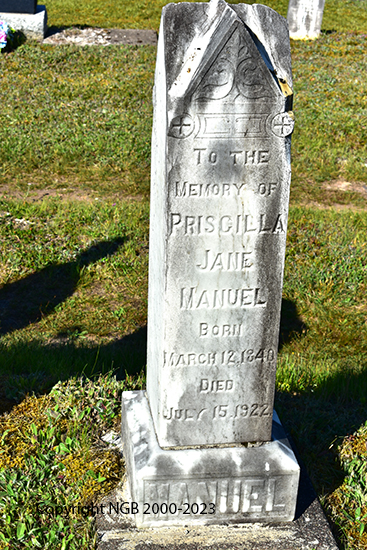 To the
Memory of
Priscilla
Jane
Manuel
Born
March 12, 1840
Died
July 15, 1922.
MANUEL
Copyright NGB 2000-2023